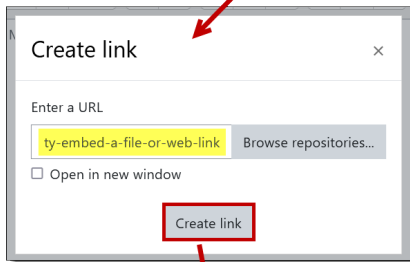 Create link ×
Enter a URL
ty-embed-a-file-or-web-link Browse repositories...
Open in new window
Create link